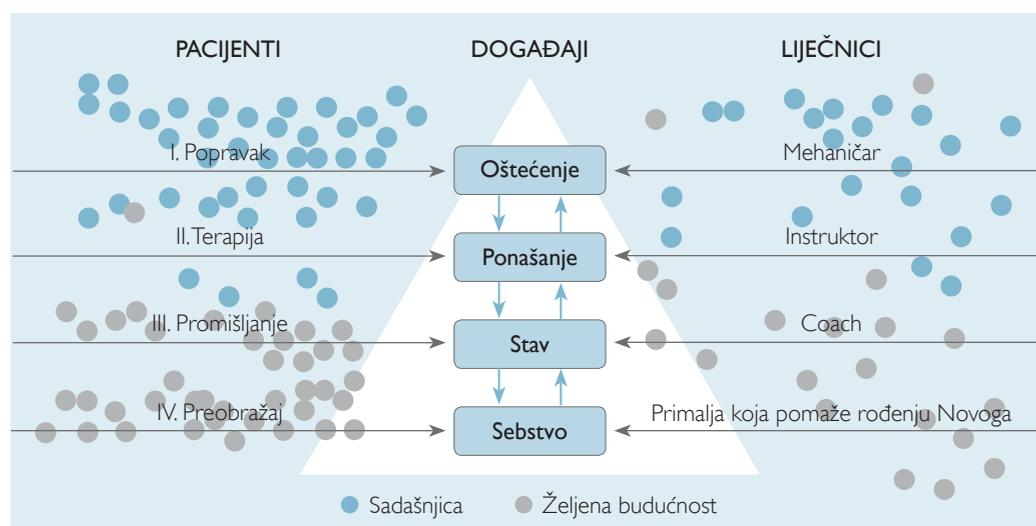 PACIJENTI
DOGAĐAJI
LIJEČNICI
I. Popravak
Oštećenje
Mehaničar
II. Terapija
Ponašanje
Instruktor
III. Promišljanje
Stav
Coach
IV. Preobražaj
Sebstvo
Primalja koja pomaže rođenju Novoga
Sadašnjica
Željena budućnost